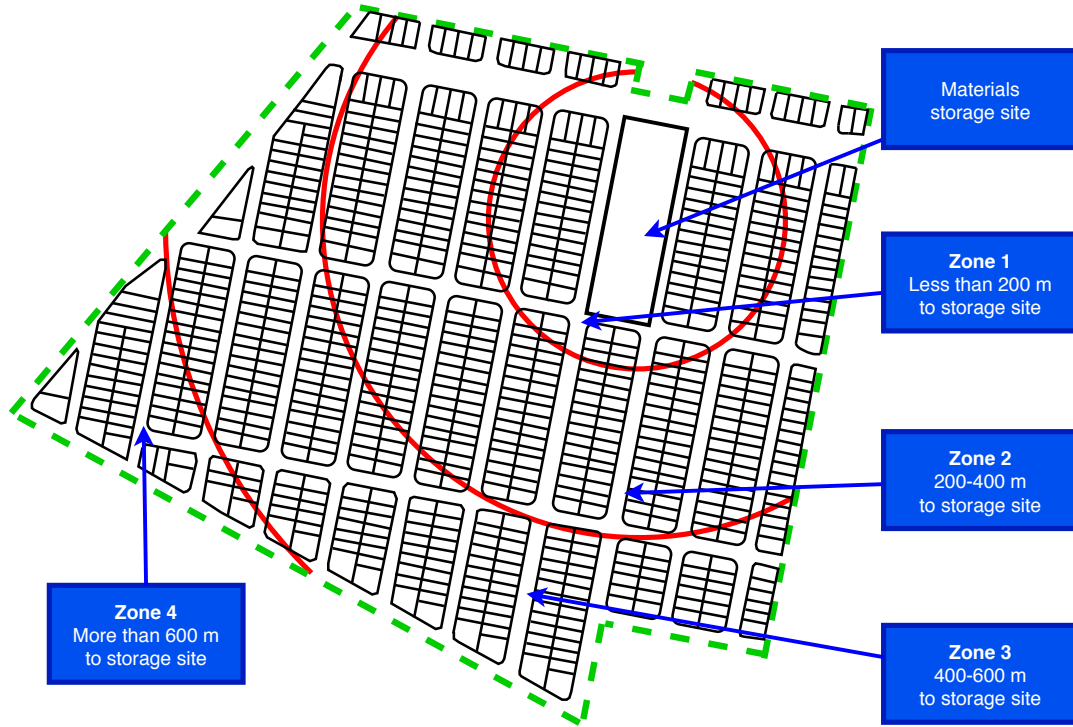 Materials
storage site
Zone 1
Less than 200 m
to storage site
Zone 2
200-400 m
to storage site
Zone 3
400-600 m
to storage site
Zone 4
More than 600 m
to storage site